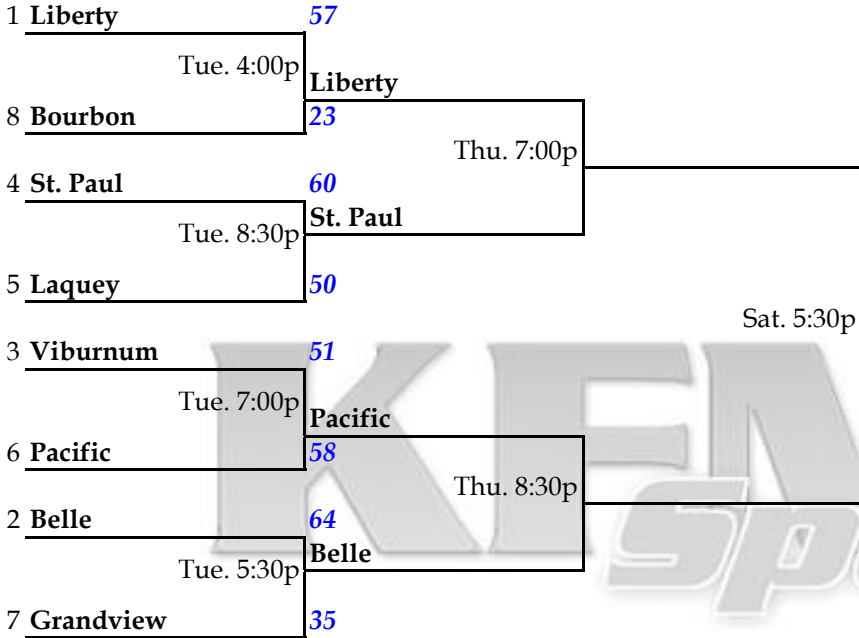 1 Liberty 57
Tue. 4:00p
Liberty
8 Bourbon 23
Thu. 7:00p
4 St. Paul 60
Tue. 8:30p St. Paul
5 Laquey 50
Sat. 5:30p
3 Viburnum 51
Tue. 7:00p
Pacific
6 Pacific 58
Thu. 8:30p
2 Belle 64
Tue. 5:30p Belle
7 Grandview 35